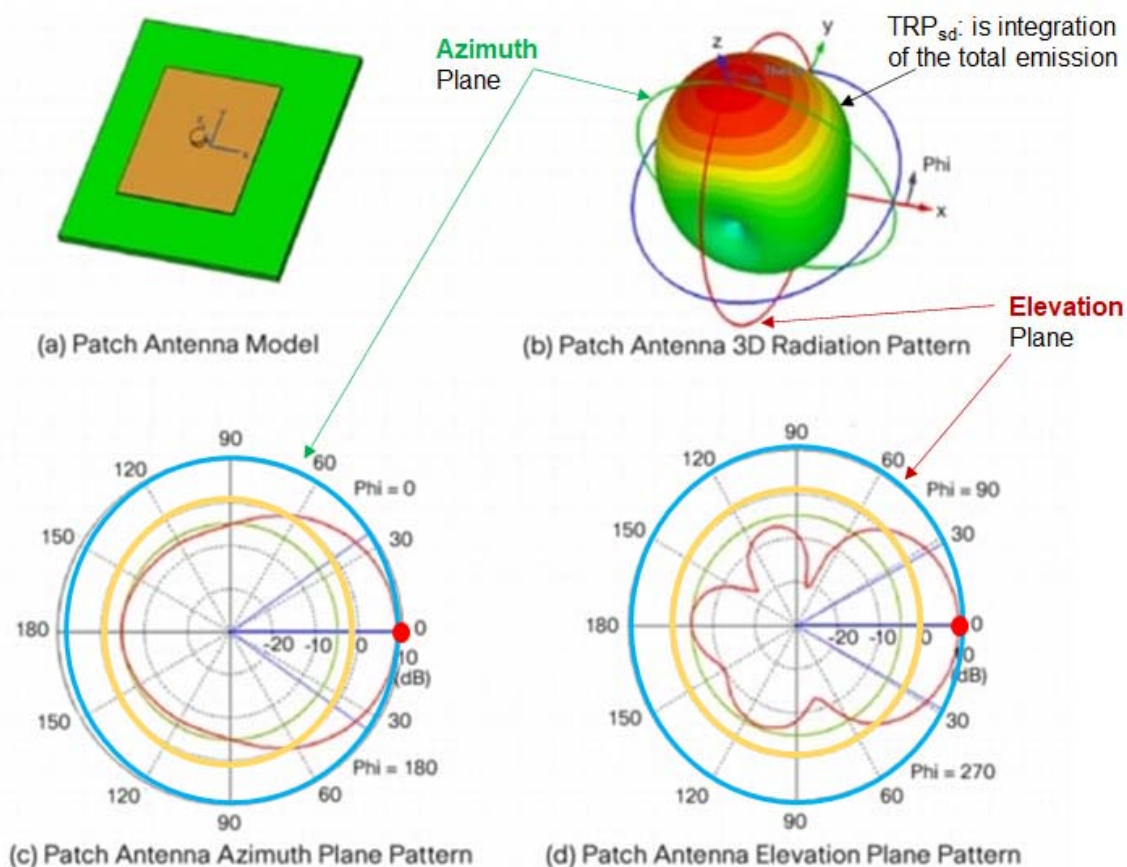 Azimuth
Plane
TRPsd: is integration
of the total emission
z
y
Phi
x
Elevation
Plane
(a) Patch Antenna Model
(b) Patch Antenna 3D Radiation Pattern
90
120
60
Phi = 0
150
30
180
-20
-10
0
0
10
(dB)
150
30
Phi = 180
120
60
90
90
120
60
Phi = 90
150
30
180
-20
-10
0
0
(dB)
150
30
Phi = 270
120
60
90
(c) Patch Antenna Azimuth Plane Pattern
(d) Patch Antenna Elevation Plane Pattern